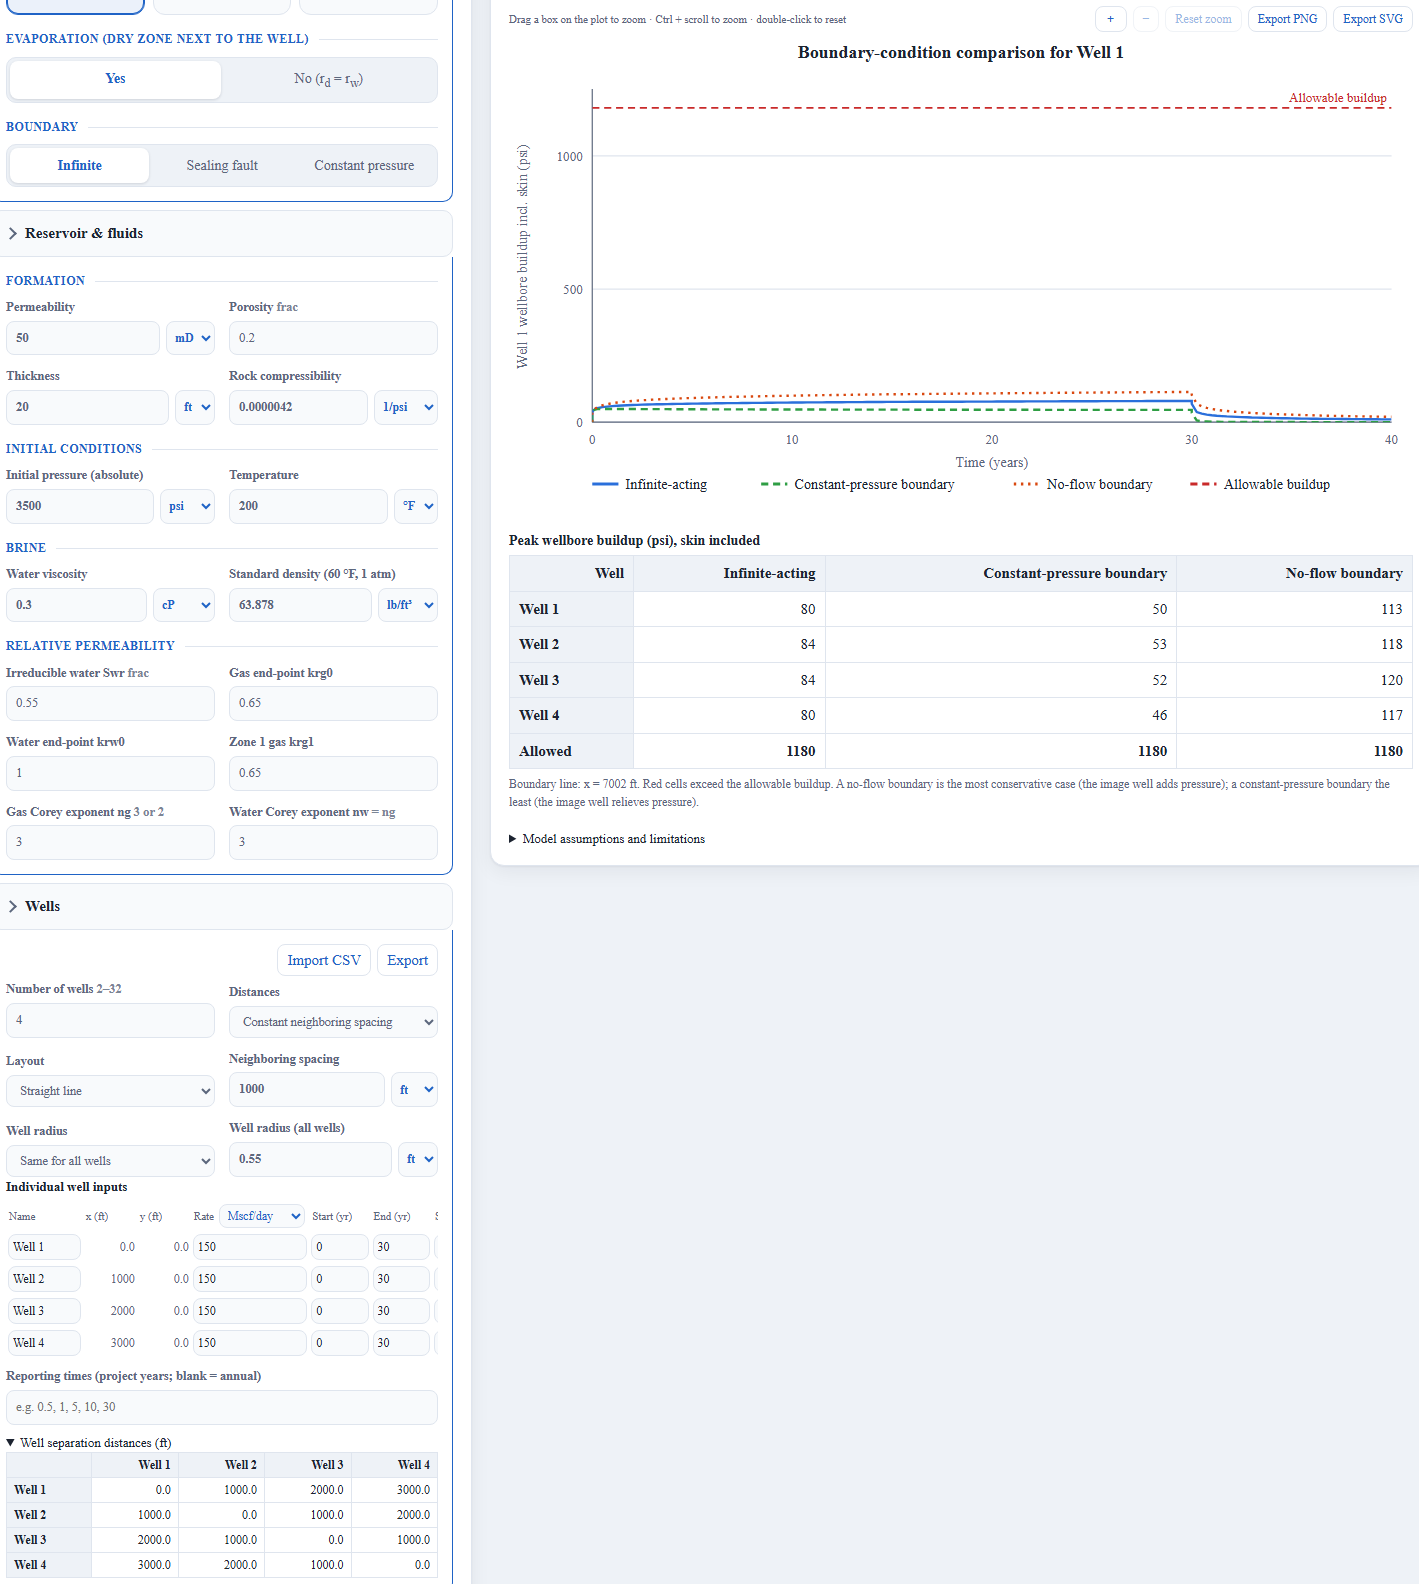 EVAPORATION (DRY ZONE NEXT TO THE WELL)
Yes
No (rd = rw)
BOUNDARY
Infinite
Sealing fault
Constant pressure
Reservoir & fluids
FORMATION
Permeability
Porosity frac
50
mD
0.2
Thickness
Rock compressibility
20
ft
0.0000042
1/psi
INITIAL CONDITIONS
Initial pressure (absolute)
Temperature
3500
psi
200
°F
BRINE
Water viscosity
Standard density (60 °F, 1 atm)
0.3
cP
63.878
lb/ft³
RELATIVE PERMEABILITY
Irreducible water Swr frac
Gas end-point krg0
0.55
0.65
Water end-point krw0
Zone 1 gas krg1
1
0.65
Gas Corey exponent ng 3 or 2
Water Corey exponent nw = ng
3
3
Wells
Import CSV
Export
Number of wells 2–32
Distances
4
Constant neighboring spacing
Layout
Neighboring spacing
Straight line
1000
ft
Well radius
Well radius (all wells)
Same for all wells
0.55
ft
Individual well inputs
Name x (ft) y (ft) Rate Mscf/day Start (yr) End (yr)
Well 1 0.0 0.0 150 0 30
Well 2 1000 0.0 150 0 30
Well 3 2000 0.0 150 0 30
Well 4 3000 0.0 150 0 30
Reporting times (project years; blank = annual)
e.g. 0.5, 1, 5, 10, 30
Well separation distances (ft)
Well 1 Well 2 Well 3 Well 4
Well 1 0.0 1000.0 2000.0 3000.0
Well 2 1000.0 0.0 1000.0 2000.0
Well 3 2000.0 1000.0 0.0 1000.0
Well 4 3000.0 2000.0 1000.0 0.0
Drag a box on the plot to zoom · Ctrl + scroll to zoom · double-click to reset
+
−
Reset zoom
Export PNG
Export SVG
Boundary-condition comparison for Well 1
Allowable buildup
Well 1 wellbore buildup incl. skin (psi)
1000
500
0
0 10 20 30 40
Time (years)
Infinite-acting
Constant-pressure boundary
No-flow boundary
Allowable buildup
Peak wellbore buildup (psi), skin included
Well Infinite-acting Constant-pressure boundary No-flow boundary
Well 1 80 50 113
Well 2 84 53 118
Well 3 84 52 120
Well 4 80 46 117
Allowed 1180 1180 1180
Boundary line: x = 7002 ft. Red cells exceed the allowable buildup. A no-flow boundary is the most conservative case (the image well adds pressure); a constant-pressure boundary the
least (the image well relieves pressure).
Model assumptions and limitations